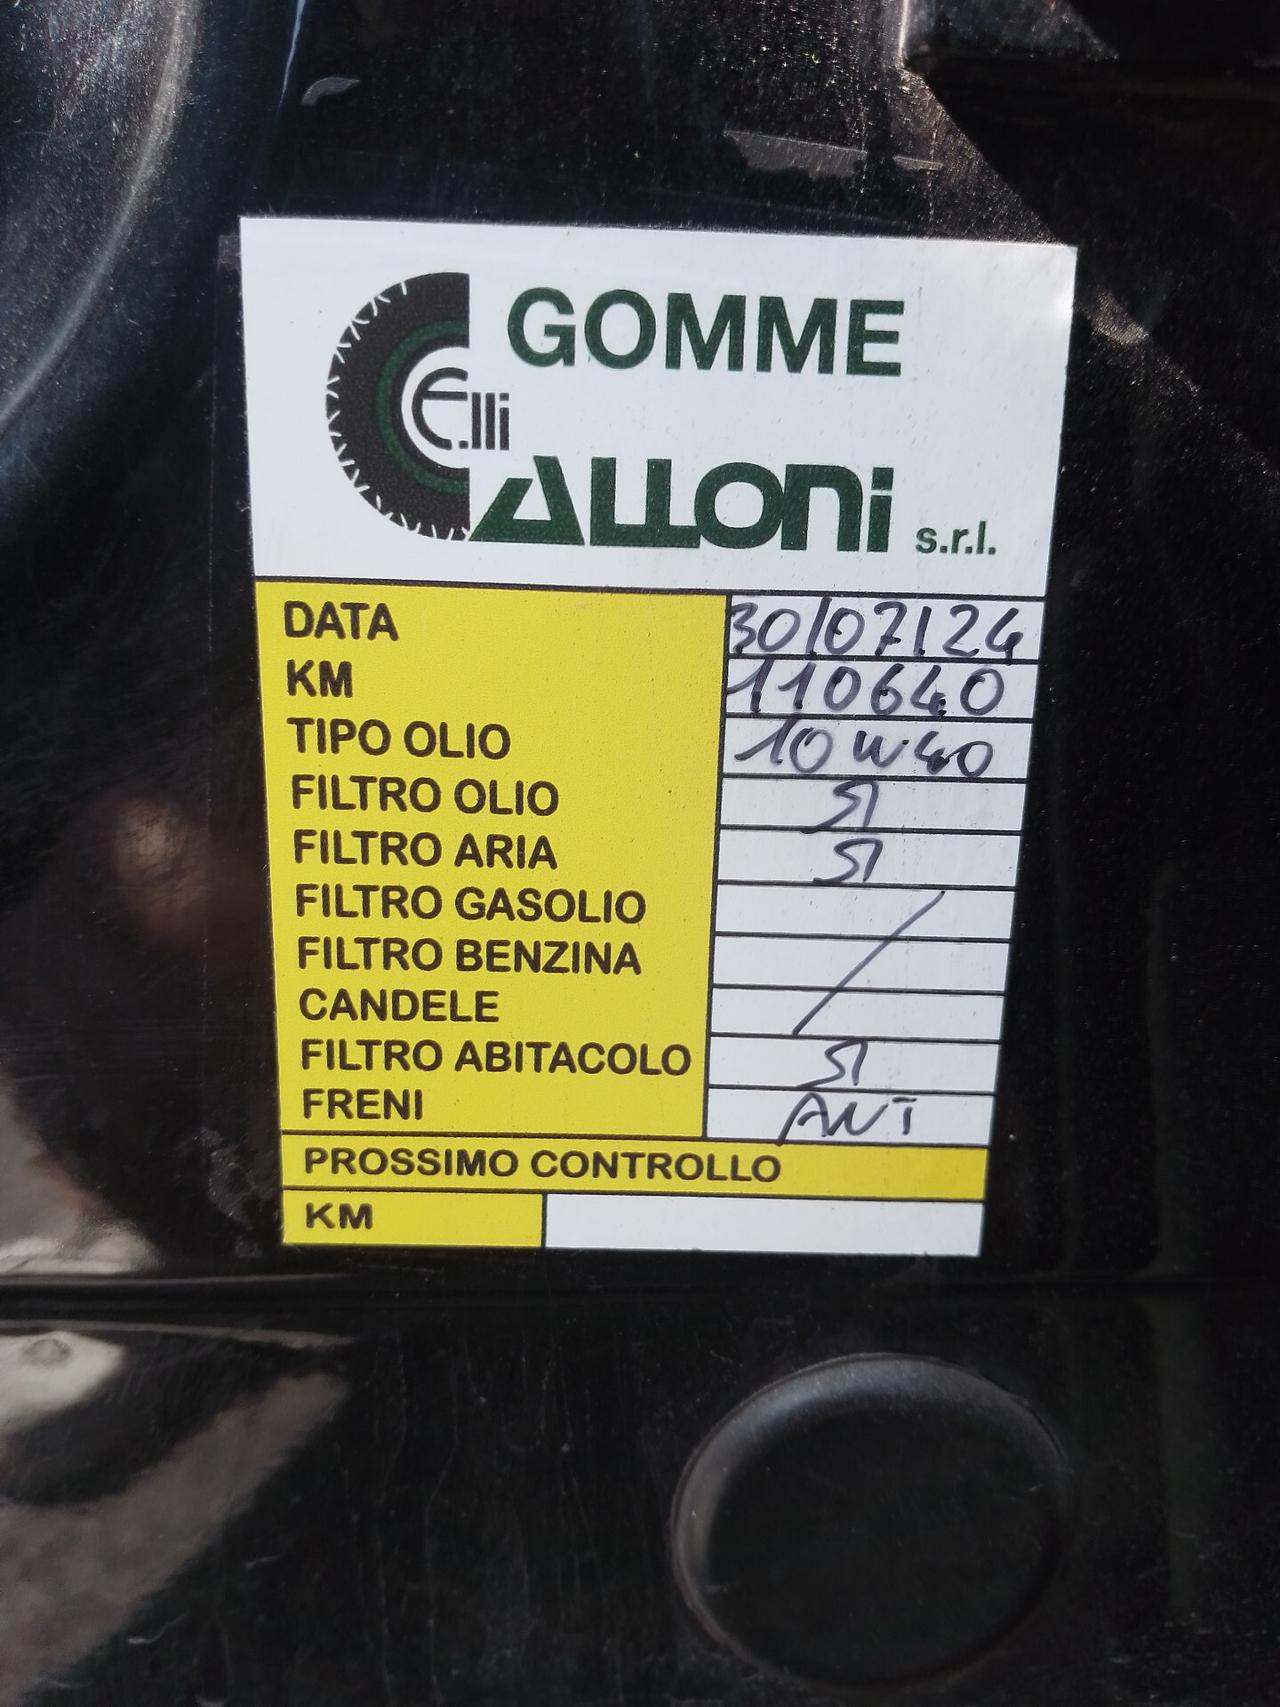 GOMME
F.lli
CALLONI s.r.l.
DATA 30/07/24
KM 110640
TIPO OLIO 10W40
FILTRO OLIO SI
FILTRO ARIA SI
FILTRO GASOLIO
FILTRO BENZINA
CANDELE
FILTRO ABITACOLO SI
FRENI ANT
PROSSIMO CONTROLLO
KM